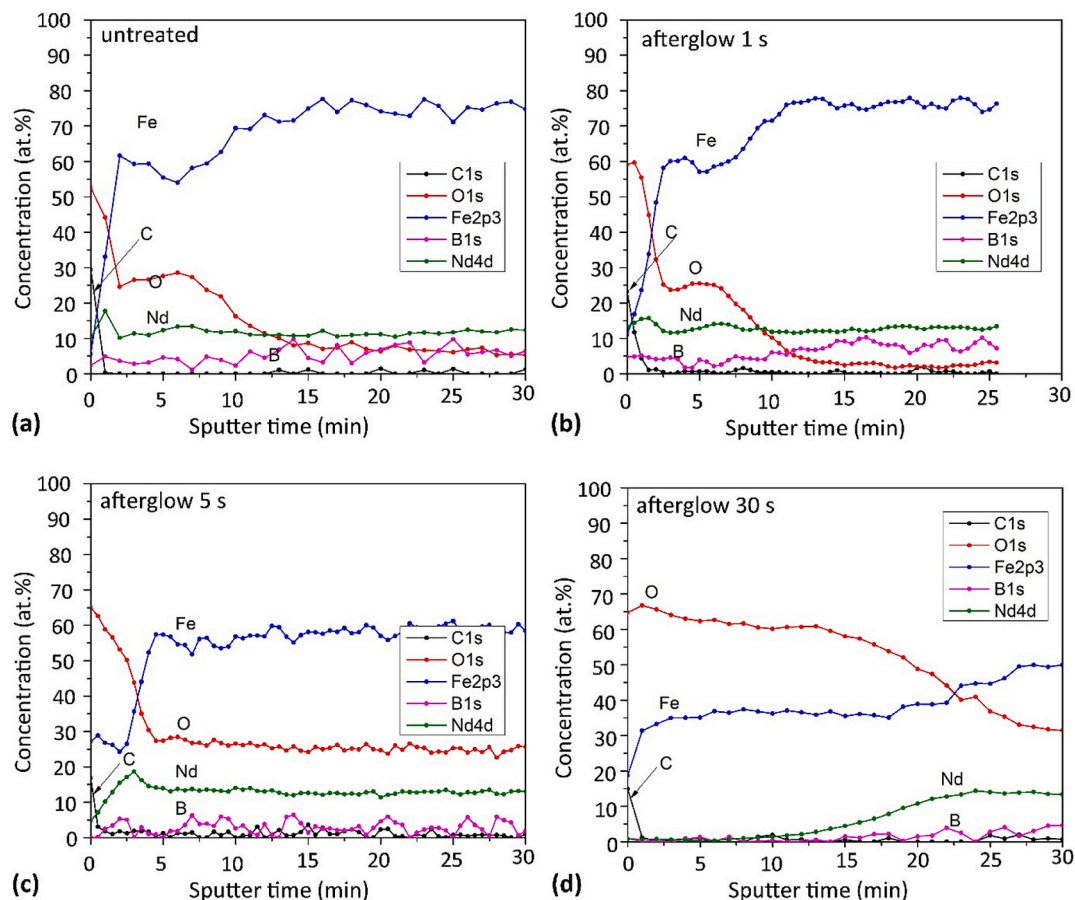 untreated
100
90
80
70
60
50
40
30
20
10
0
Concentration (at.%)
Fe
C
O
Nd
B
C1s
O1s
Fe2p3
B1s
Nd4d
0 5 10 15 20 25 30
Sputter time (min)
(a)
afterglow 1 s
100
90
80
70
60
50
40
30
20
10
0
Concentration (at.%)
Fe
C
O
Nd
B
C1s
O1s
Fe2p3
B1s
Nd4d
0 5 10 15 20 25 30
Sputter time (min)
(b)
afterglow 5 s
100
90
80
70
60
50
40
30
20
10
0
Concentration (at.%)
Fe
O
C
Nd
B
C1s
O1s
Fe2p3
B1s
Nd4d
0 5 10 15 20 25 30
Sputter time (min)
(c)
afterglow 30 s
100
90
80
70
60
50
40
30
20
10
0
Concentration (at.%)
O
Fe
C
Nd
B
C1s
O1s
Fe2p3
B1s
Nd4d
0 5 10 15 20 25 30
Sputter time (min)
(d)